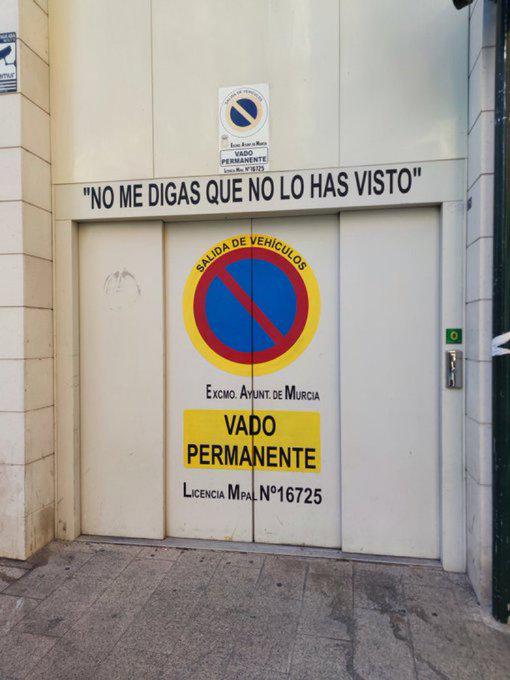 SALIDA DE VEHÍCULOS
EXCMO. AYUNT. DE MURCIA
VADO
PERMANENTE
LICENCIA MPAL Nº16725
"NO ME DIGAS QUE NO LO HAS VISTO"
SALIDA DE VEHÍCULOS
EXCMO. AYUNT. DE MURCIA
VADO
PERMANENTE
LICENCIA MPAL Nº16725
0